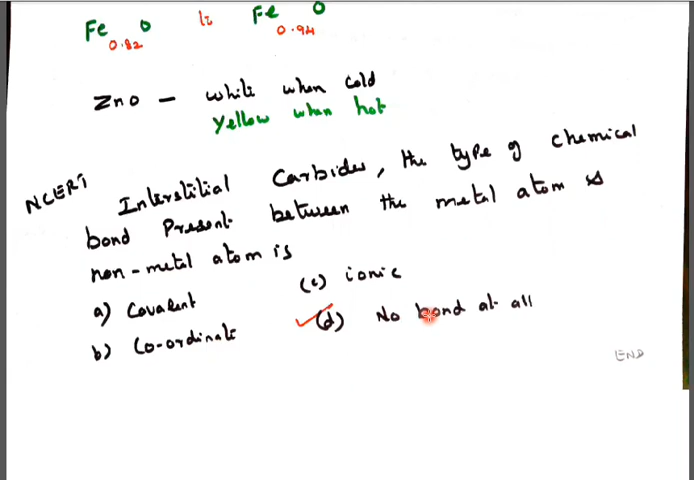 Fe0.82O to Fe0.94O
ZnO — white when cold
Yellow when hot
NCERT Interstitial Carbides, the type of chemical
bond Present between the metal atom &
non-metal atom is
a) Covalent (c) ionic
b) Co-ordinate (d) No bond at all
END